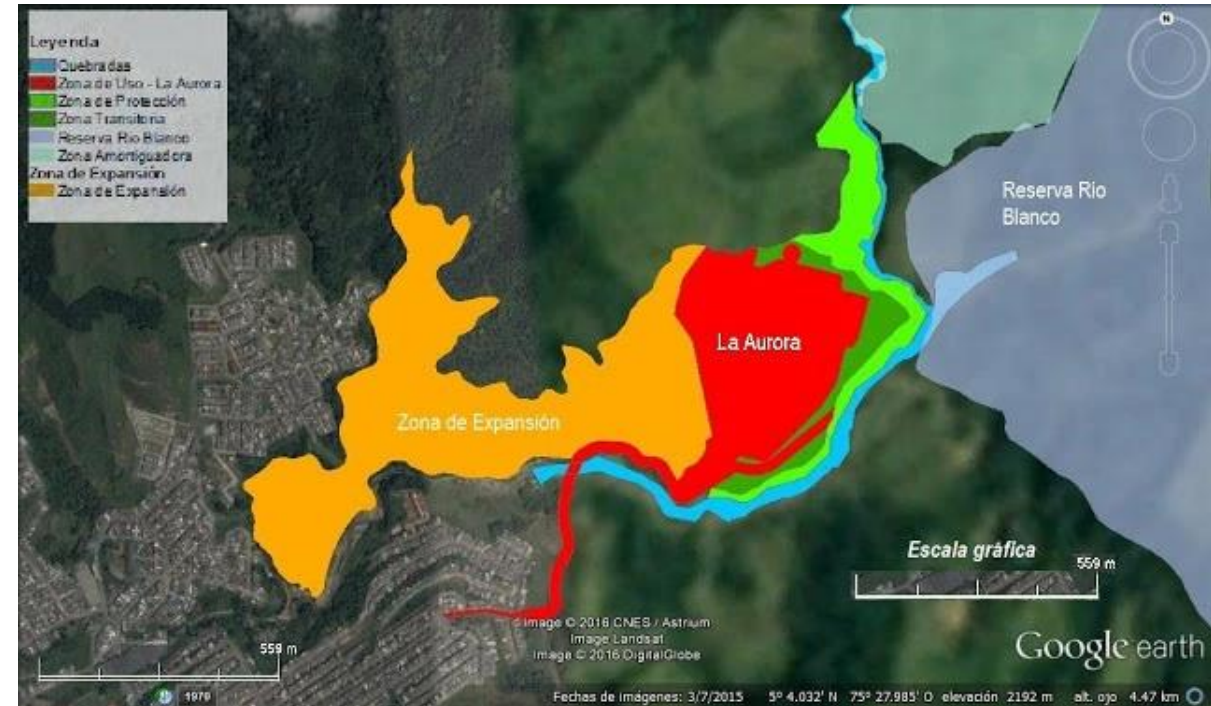 Leyenda
Quebradas
Zona de Uso - La Aurora
Zona de Protección
Zona Transitoria
Reserva Rio Blanco
Zona Amortiguadora
Zona de Expansión
Zona de Expansión
N
Reserva Rio
Blanco
La Aurora
Zona de Expansión
Escala gráfica
559 m
559 m
Image © 2016 CNES / Astrium
Image Landsat
Image © 2016 DigitalGlobe
Google earth
1970
Fechas de imágenes: 3/7/2015 5° 4.032' N 75° 27.985' O elevación 2192 m alt. ojo 4.47 km